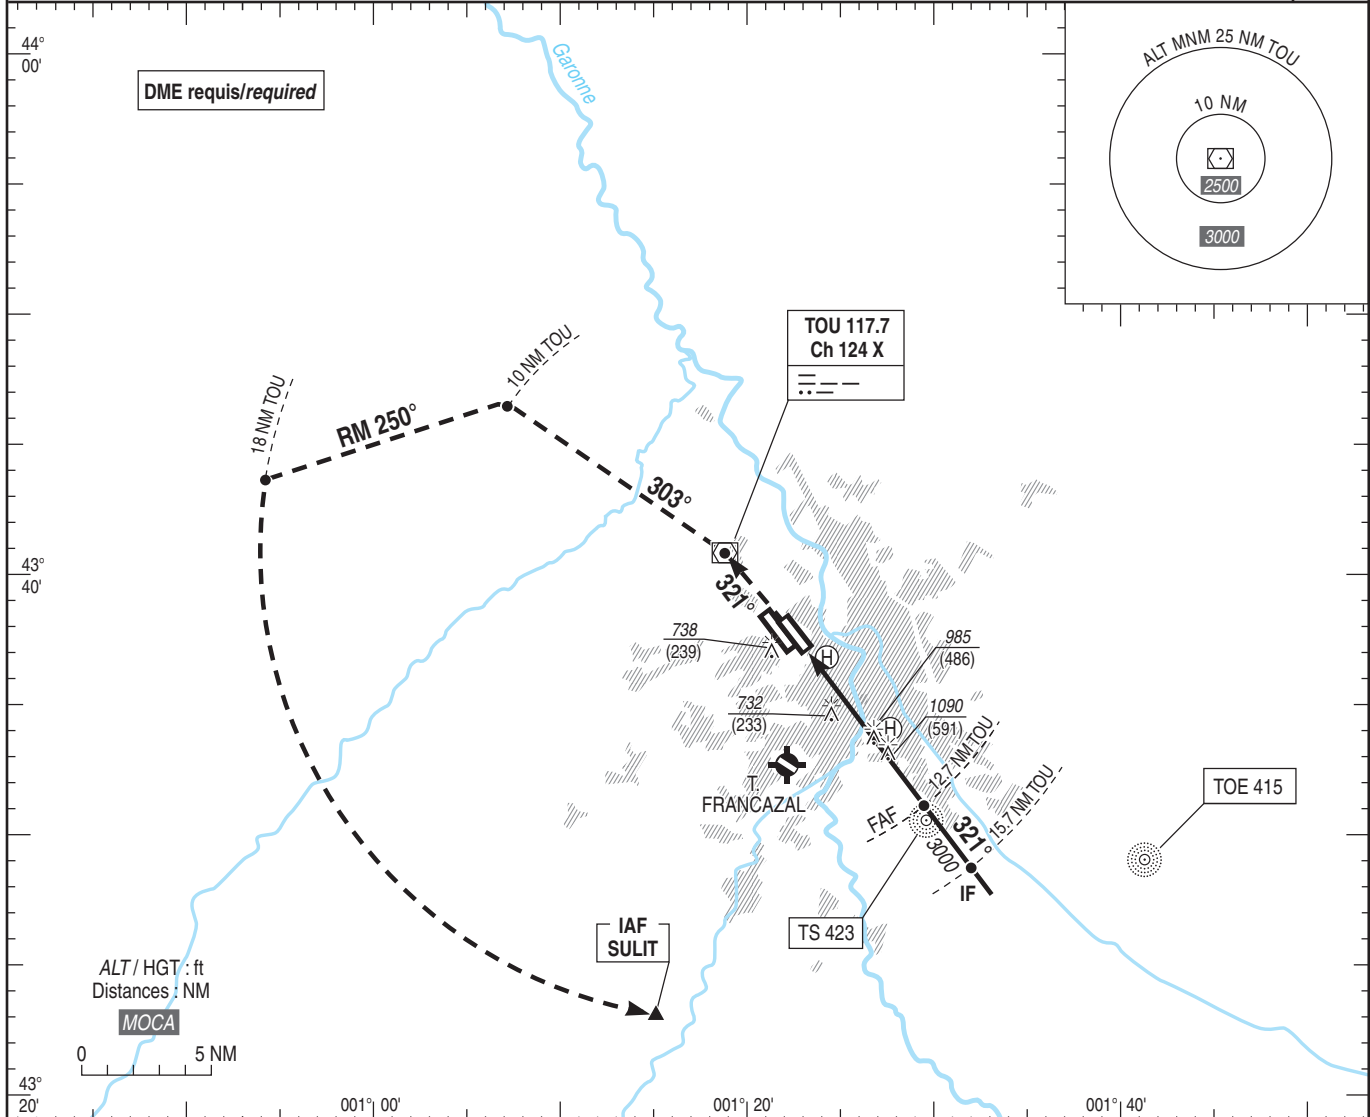 44°
00'
DME requis/required
Garonne
ALT MNM 25 NM TOU
10 NM
2500
3000
TOU 117.7
Ch 124 X
10 NM TOU
18 NM TOU
RM 250°
303°
43°
40'
321°
738
(239)
H
985
(486)
732
(233)
H
1090
(591)
12.7 NM TOU
T.
FRANCAZAL
FAF
321°
15.7 NM TOU
3000
TOE 415
IF
IAF
SULIT
TS 423
ALT / HGT : ft
Distances : NM
MOCA
0 5 NM
43°
20'
001° 00'
001° 20'
001° 40'